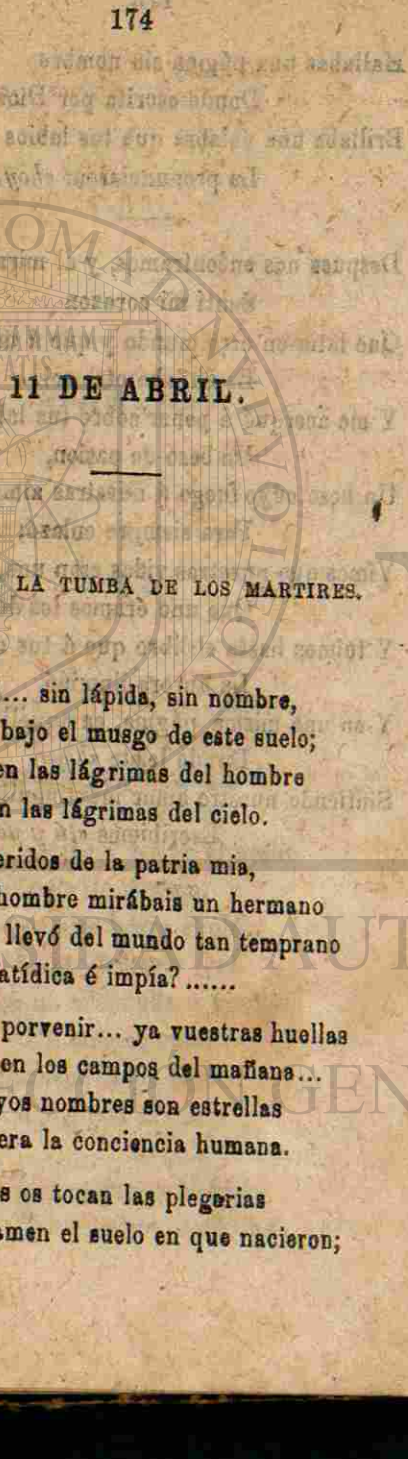 174
11 DE ABRIL.
LA TUMBA DE LOS MARTIRES.
... sin lápida, sin nombre,
bajo el musgo de este suelo;
en las lágrimas del hombre
n las lágrimas del cielo.
eridos de la patria mia,
hombre mirábais un hermano
llevó del mundo tan temprano
atídica é impía?......
porvenir... ya vuestras huellas
en los campos del mañana...
yos nombres son estrellas
era la conciencia humana.
s os tocan las plegarias
amen el suelo en que nacieron;